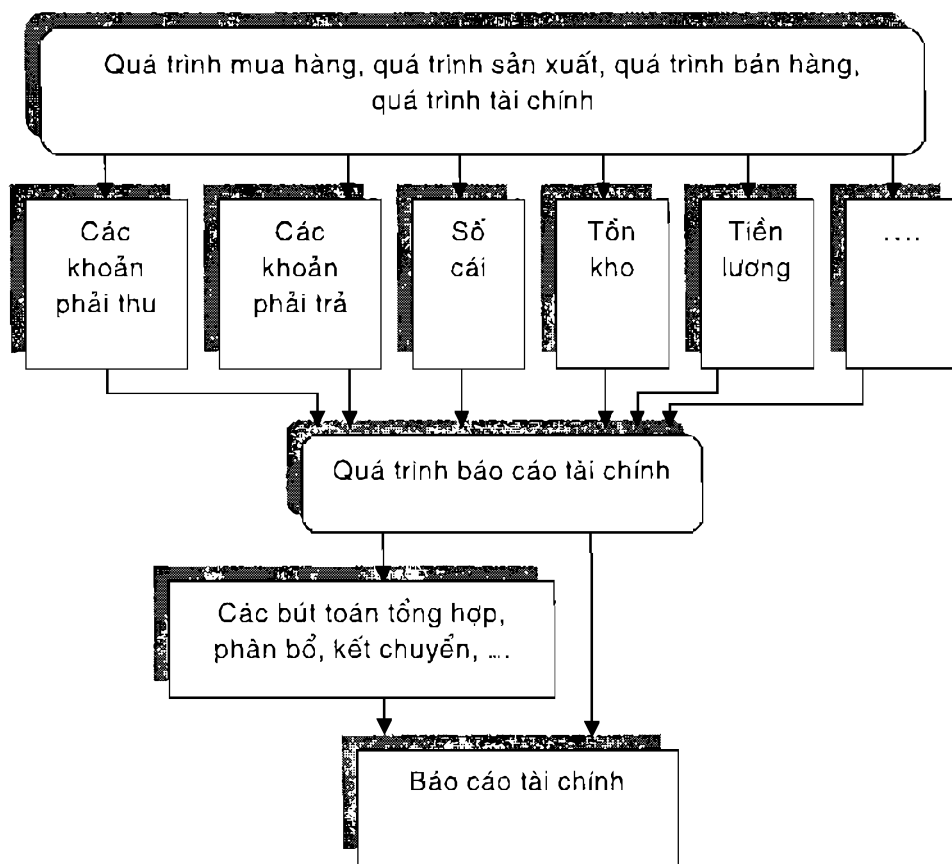 Quá trình mua hàng, quá trình sản xuất, quá trình bán hàng,
quá trình tài chính
Các
khoản
phải thu
Các
khoản
phải trả
Sổ
cái
Tồn
kho
Tiền
lương
....
Quá trình báo cáo tài chính
Các bút toán tổng hợp,
phân bổ, kết chuyển, ....
Báo cáo tài chính